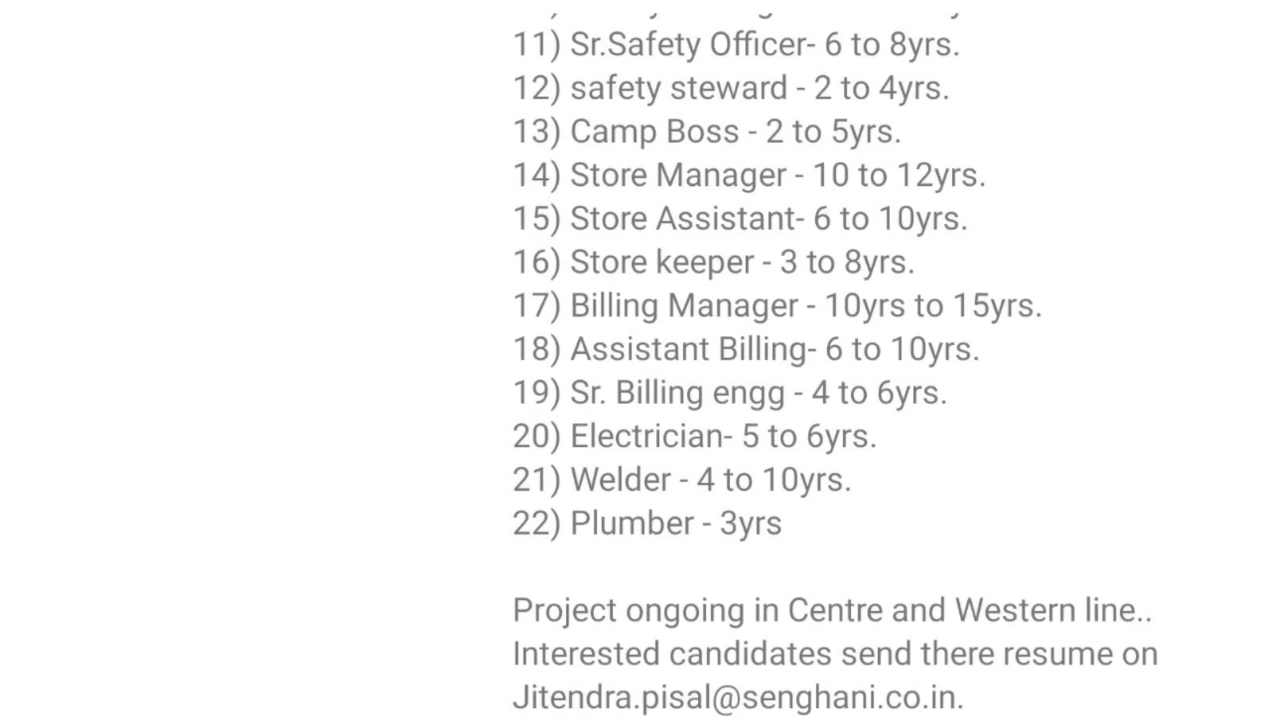 11) Sr.Safety Officer- 6 to 8yrs.
12) safety steward - 2 to 4yrs.
13) Camp Boss - 2 to 5yrs.
14) Store Manager - 10 to 12yrs.
15) Store Assistant- 6 to 10yrs.
16) Store keeper - 3 to 8yrs.
17) Billing Manager - 10yrs to 15yrs.
18) Assistant Billing- 6 to 10yrs.
19) Sr. Billing engg - 4 to 6yrs.
20) Electrician- 5 to 6yrs.
21) Welder - 4 to 10yrs.
22) Plumber - 3yrs
Project ongoing in Centre and Western line..
Interested candidates send there resume on
Jitendra.pisal@senghani.co.in.